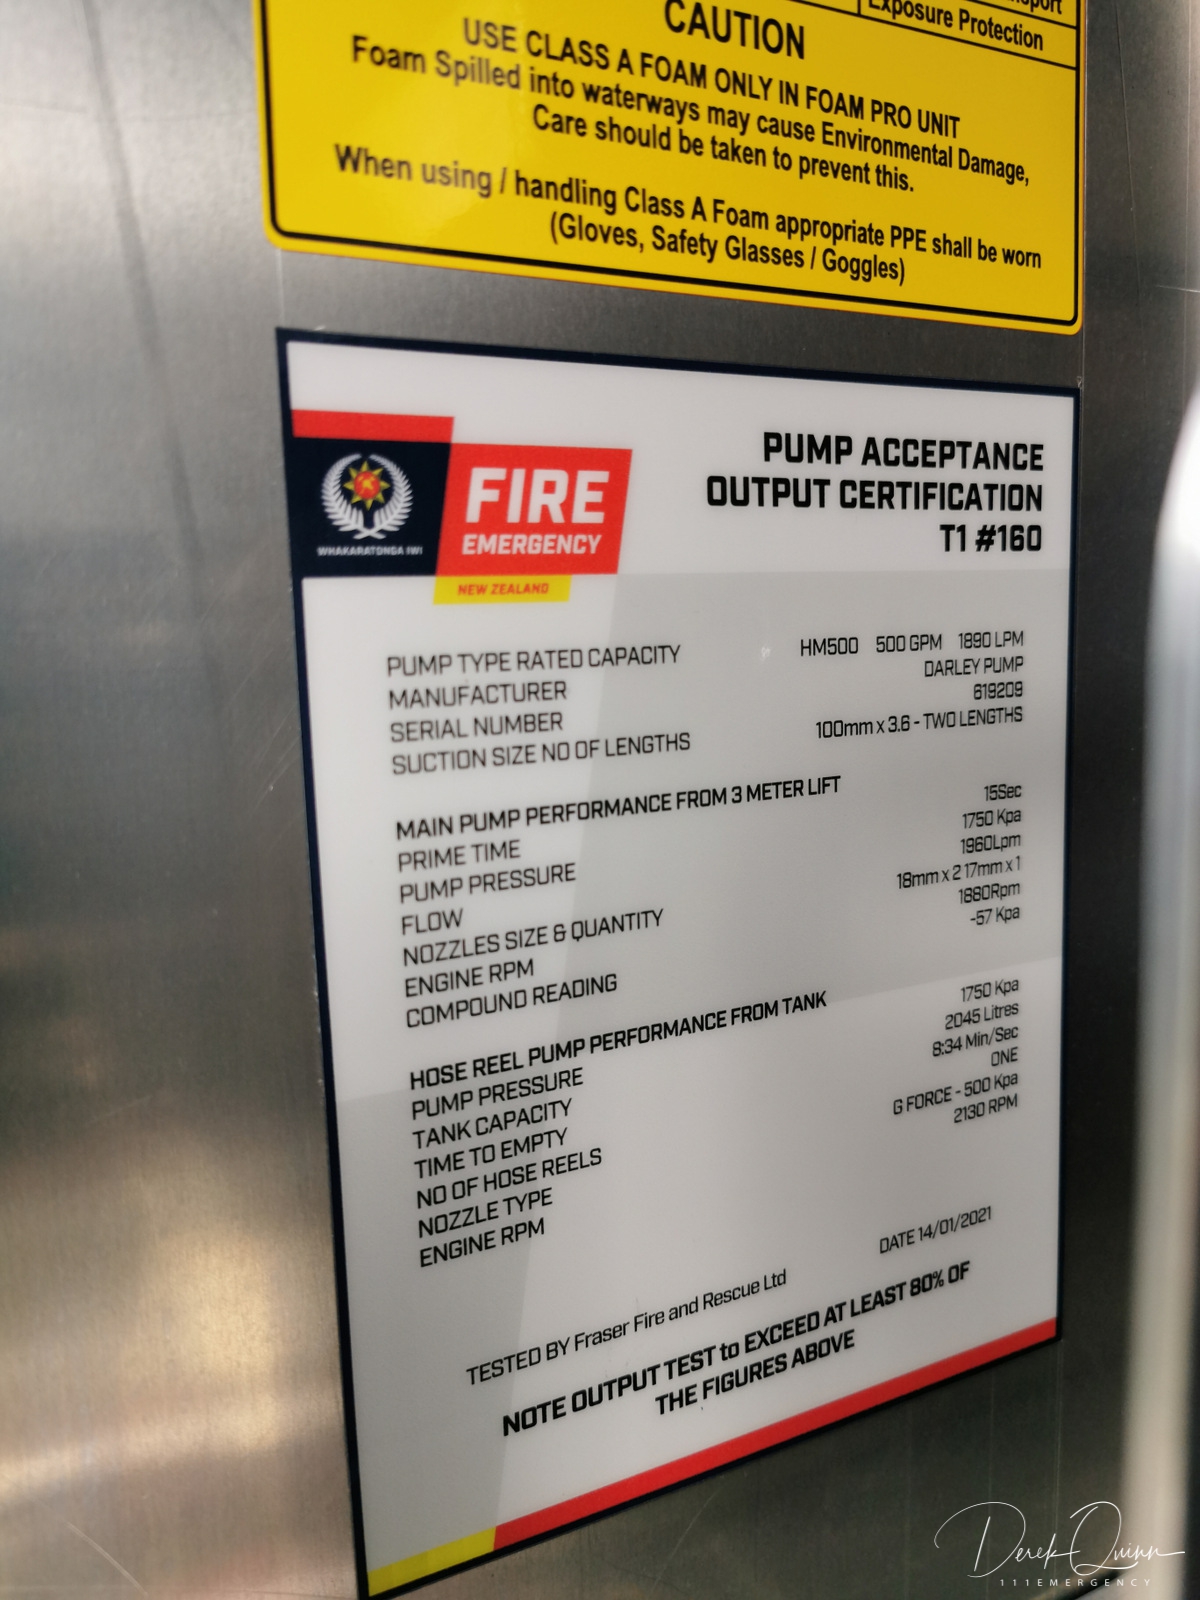 Exposure Protection
CAUTION
USE CLASS A FOAM ONLY IN FOAM PRO UNIT
Foam Spilled into waterways may cause Environmental Damage,
Care should be taken to prevent this.
When using / handling Class A Foam appropriate PPE shall be worn
(Gloves, Safety Glasses / Goggles)
WHAKARATONGA IWI
FIRE
EMERGENCY
NEW ZEALAND
PUMP ACCEPTANCE
OUTPUT CERTIFICATION
T1 #160
PUMP TYPE RATED CAPACITY HM500 500 GPM 1890 LPM
MANUFACTURER DARLEY PUMP
SERIAL NUMBER 619209
SUCTION SIZE NO OF LENGTHS 100mm x 3.6 - TWO LENGTHS
MAIN PUMP PERFORMANCE FROM 3 METER LIFT
PRIME TIME 15Sec
PUMP PRESSURE 1750 Kpa
FLOW 1960Lpm
NOZZLES SIZE & QUANTITY 18mm x 2 17mm x 1
ENGINE RPM 1880Rpm
COMPOUND READING -57 Kpa
HOSE REEL PUMP PERFORMANCE FROM TANK
PUMP PRESSURE 1750 Kpa
TANK CAPACITY 2045 Litres
TIME TO EMPTY 8:34 Min/Sec
NO OF HOSE REELS ONE
NOZZLE TYPE G FORCE - 500 Kpa
ENGINE RPM 2130 RPM
DATE 14/01/2021
TESTED BY Fraser Fire and Rescue Ltd
NOTE OUTPUT TEST to EXCEED AT LEAST 80% OF
THE FIGURES ABOVE
Derek Quinn
111EMERGENCY